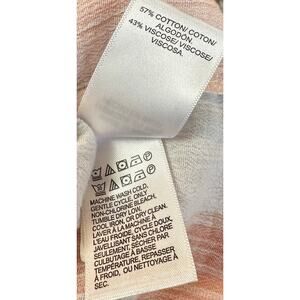 57% COTTON/ COTON/
ALGODÓN.
43% VISCOSE/ VISCOSE/
VISCOSA.
MACHINE WASH COLD,
GENTLE CYCLE. ONLY
NON-CHLORINE BLEACH.
TUMBLE DRY LOW.
COOL IRON, OR DRY CLEAN.
LAVER À LA MACHINE À
L'EAU FROIDE, CYCLE DOUX.
JAVELLISANT SANS CHLORE
SEULEMENT. SÉCHER PAR
CULBUTAGE À BASSE
TEMPÉRATURE, REPASSER
À FROID, OU NETTOYAGE À
SEC.